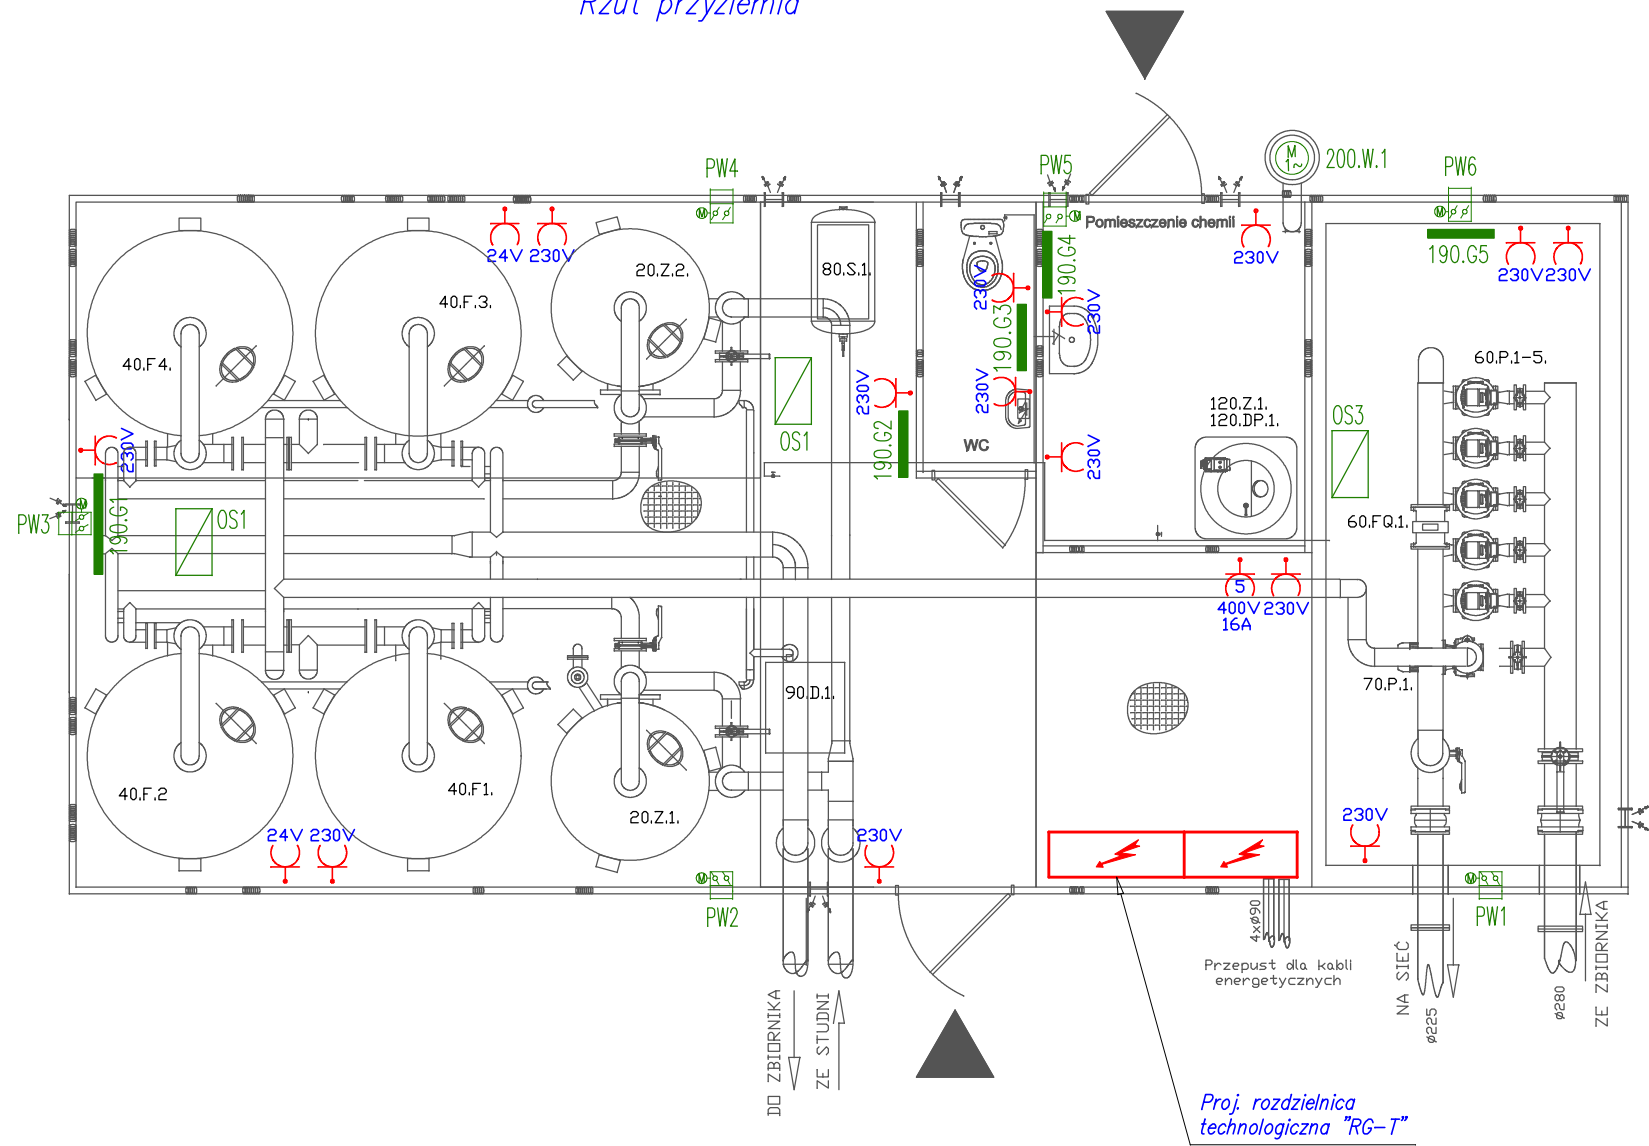 Rzut przyziemia
PW4
PW5
200.W.1
PW6
M
1~
M
M
M
Pomieszczenie chemii
24V
230V
20.Z.2.
80.S.1.
190.G4
230V
190.G5
230V
230V
40.F.3.
230V
230V
190.G3
40.F4.
60.P.1-5.
230V
230V
120.Z.1.
120.DP.1.
OS3
OS1
190.G2
WC
230V
230V
M
PW3
190.G1
OS1
60.FQ.1.
5
400V
230V
16A
70.P.1.
90.D.1.
40.F.2
40.F1.
20.Z.1.
24V
230V
230V
230V
M
PW2
M
PW1
4xø90
Przepust dla kabli
energetycznych
NA SIEĆ
ø225
ø280
ZE ZBIORNIKA
DO ZBIORNIKA
ZE STUDNI
Proj. rozdzielnica
technologiczna "RG-T"